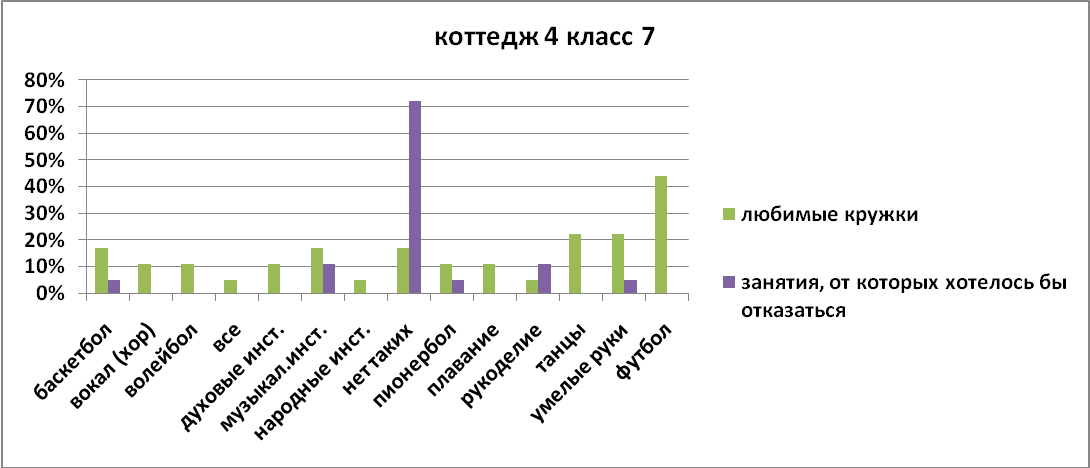 коттедж 4 класс 7
80%
70%
60%
50%
40%
30%
20%
10%
0%
баскетбол
вокал (хор)
волейбол
все
духовые инст.
музыкал.инст.
народные инст.
нет таких
пионербол
плавание
рукоделие
танцы
умелые руки
футбол
любимые кружки
занятия, от которых хотелось бы
отказаться